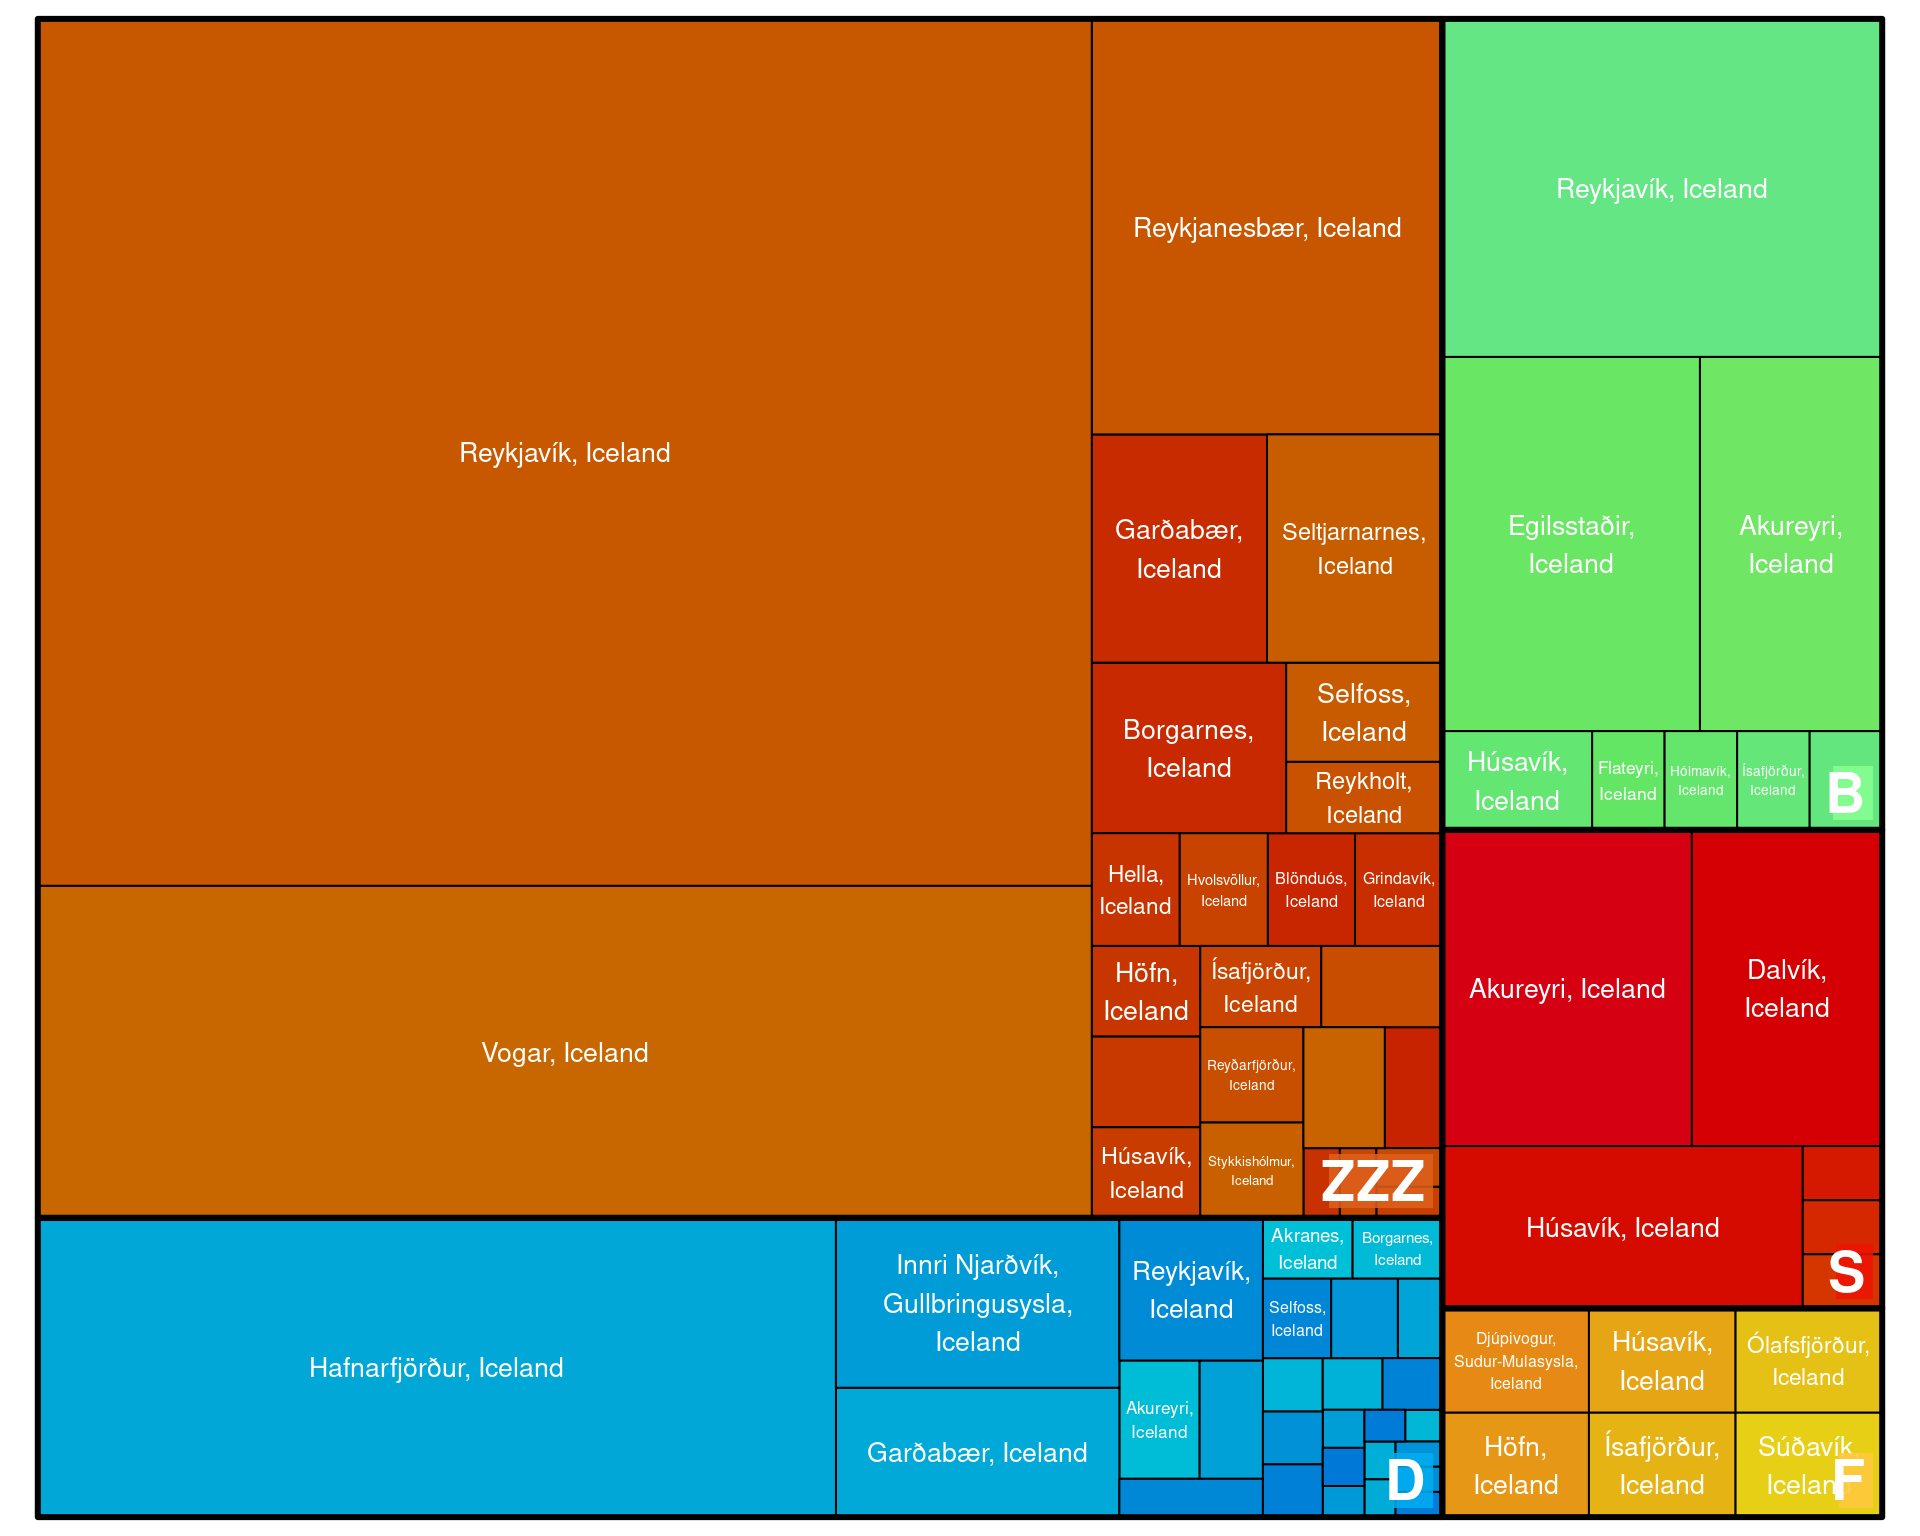 Reykjavík, Iceland
Vogar, Iceland
Reykjanesbær, Iceland
Garðabær,
Iceland
Seltjarnarnes,
Iceland
Borgarnes,
Iceland
Selfoss,
Iceland
Reykholt,
Iceland
Hella,
Iceland
Hvolsvöllur,
Iceland
Blönduós,
Iceland
Grindavík,
Iceland
Höfn,
Iceland
Ísafjörður,
Iceland
Reyðarfjörður,
Iceland
Húsavík,
Iceland
Stykkishólmur,
Iceland
ZZZ
Hafnarfjörður, Iceland
Innri Njarðvík,
Gullbringusysla,
Iceland
Garðabær, Iceland
Reykjavík,
Iceland
Akureyri,
Iceland
Akranes,
Iceland
Borgarnes,
Iceland
Selfoss,
Iceland
D
Reykjavík, Iceland
Egilsstaðir,
Iceland
Akureyri,
Iceland
Húsavík,
Iceland
Flateyri,
Iceland
Hólmavík,
Iceland
Ísafjörður,
Iceland
B
Akureyri, Iceland
Dalvík,
Iceland
Húsavík, Iceland
S
Djúpivogur,
Sudur-Mulasysla,
Iceland
Húsavík,
Iceland
Ólafsfjörður,
Iceland
Höfn,
Iceland
Ísafjörður,
Iceland
Súðavík,
Iceland
F